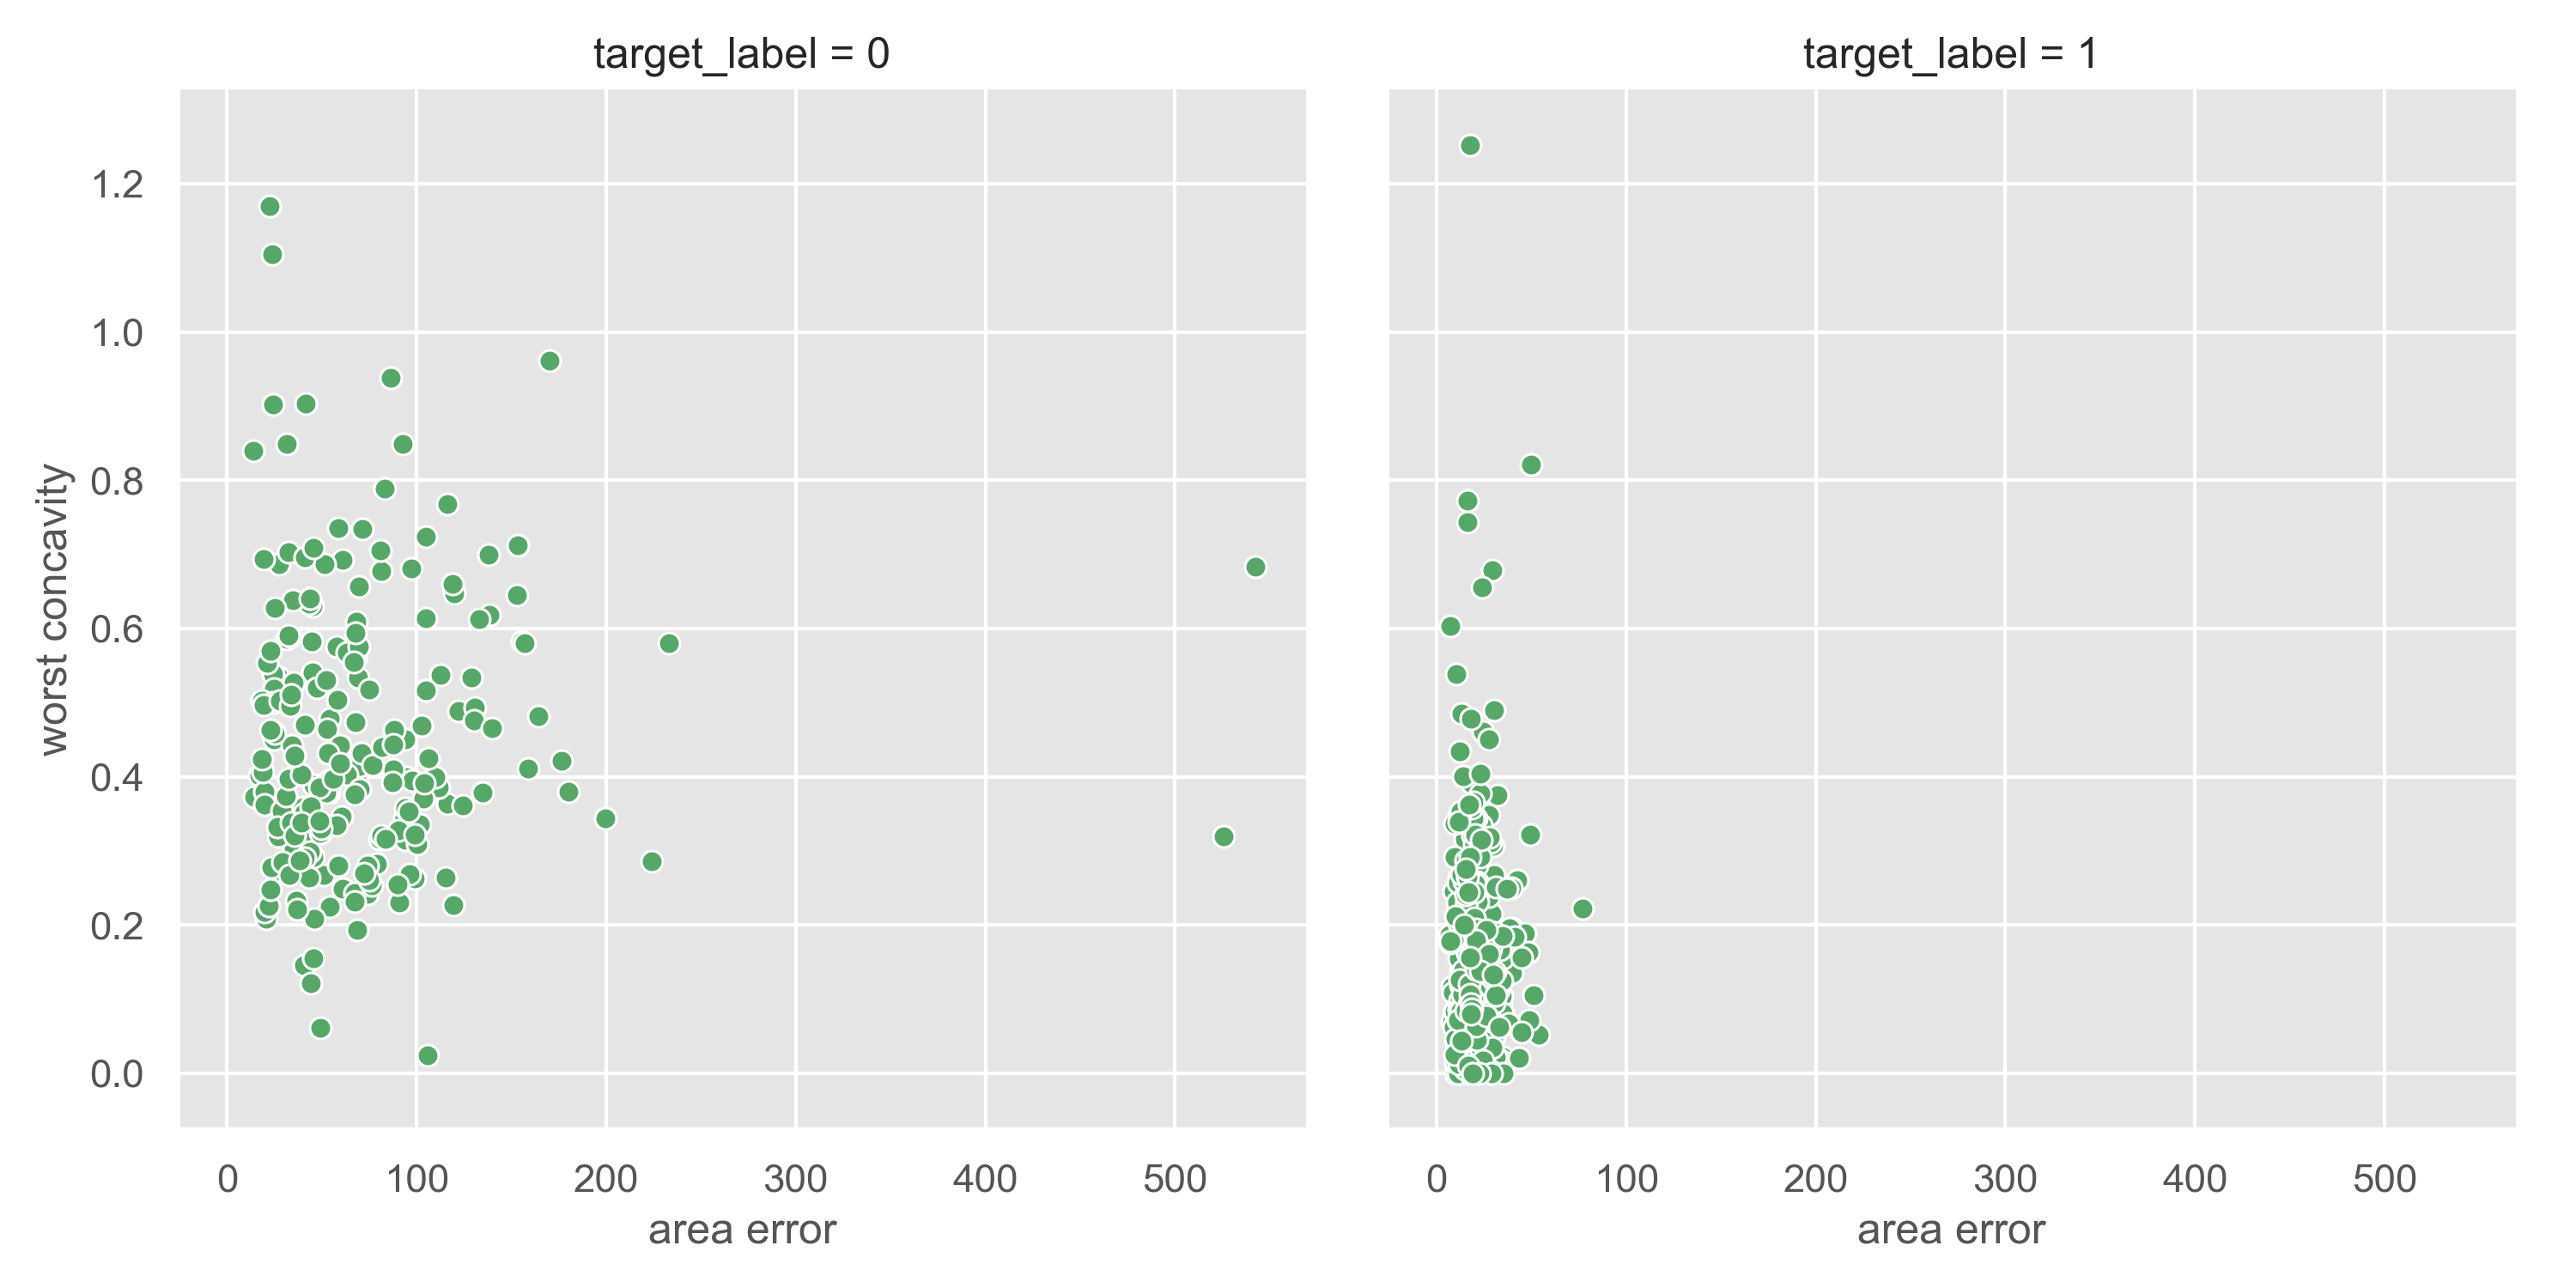 target_label = 0
target_label = 1
worst concavity
1.2
1.0
0.8
0.6
0.4
0.2
0.0
0 100 200 300 400 500
0 100 200 300 400 500
area error
area error